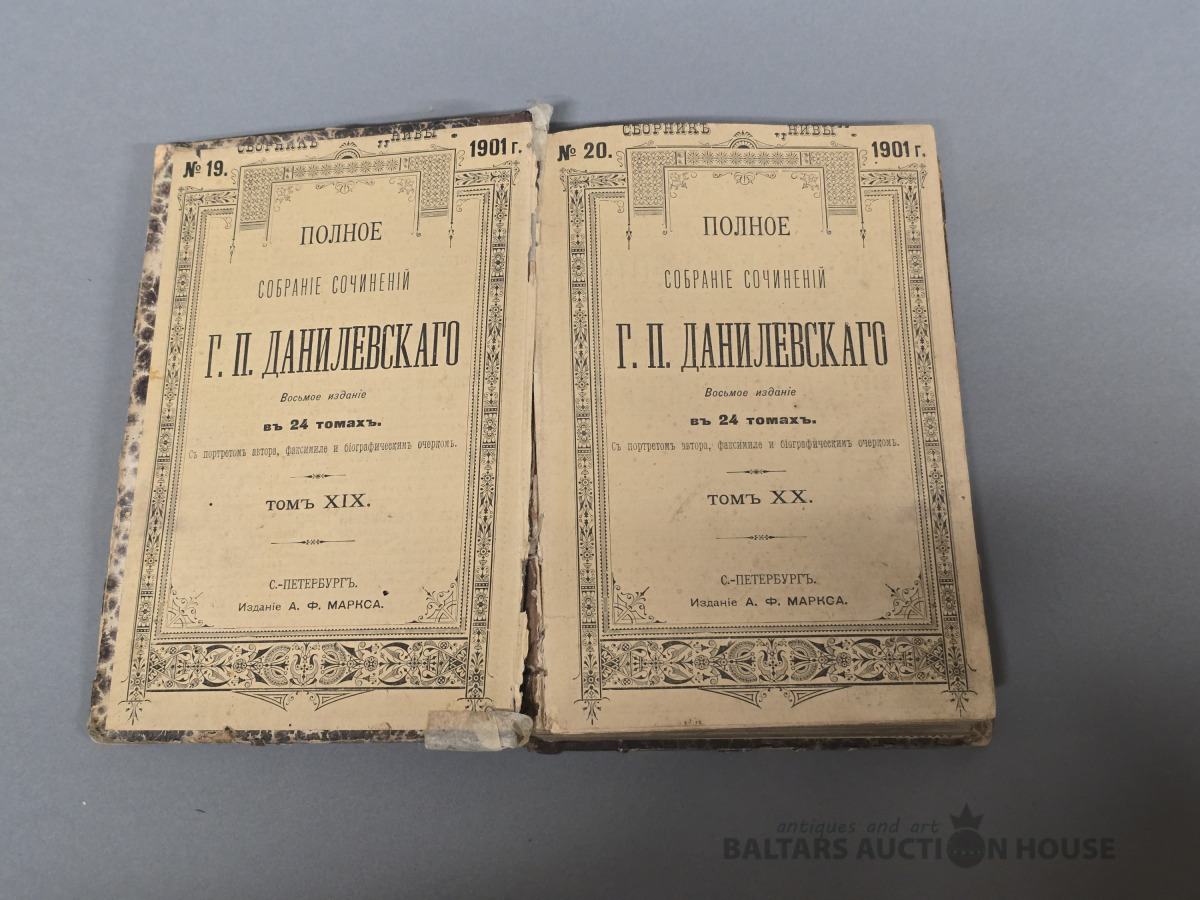 СБОРНИКЪ „НИВЫ".
№ 19. 1901 г.
ПОЛНОЕ
СОБРАНІЕ СОЧИНЕНІЙ
Г. П. ДАНИЛЕВСКАГО
Восьмое изданіе
въ 24 томахъ.
Съ портретомъ автора, факсимиле и біографическимъ очеркомъ.
ТОМЪ XIX.
С.-ПЕТЕРБУРГЪ.
Изданіе А. Ф. МАРКСА.
СБОРНИКЪ „НИВЫ".
№ 20. 1901 г.
ПОЛНОЕ
СОБРАНІЕ СОЧИНЕНІЙ
Г. П. ДАНИЛЕВСКАГО
Восьмое изданіе
въ 24 томахъ.
Съ портретомъ автора, факсимиле и біографическимъ очеркомъ.
ТОМЪ XX.
С.-ПЕТЕРБУРГЪ.
Изданіе А. Ф. МАРКСА.
antiques and art
BALTARS AUCTION HOUSE